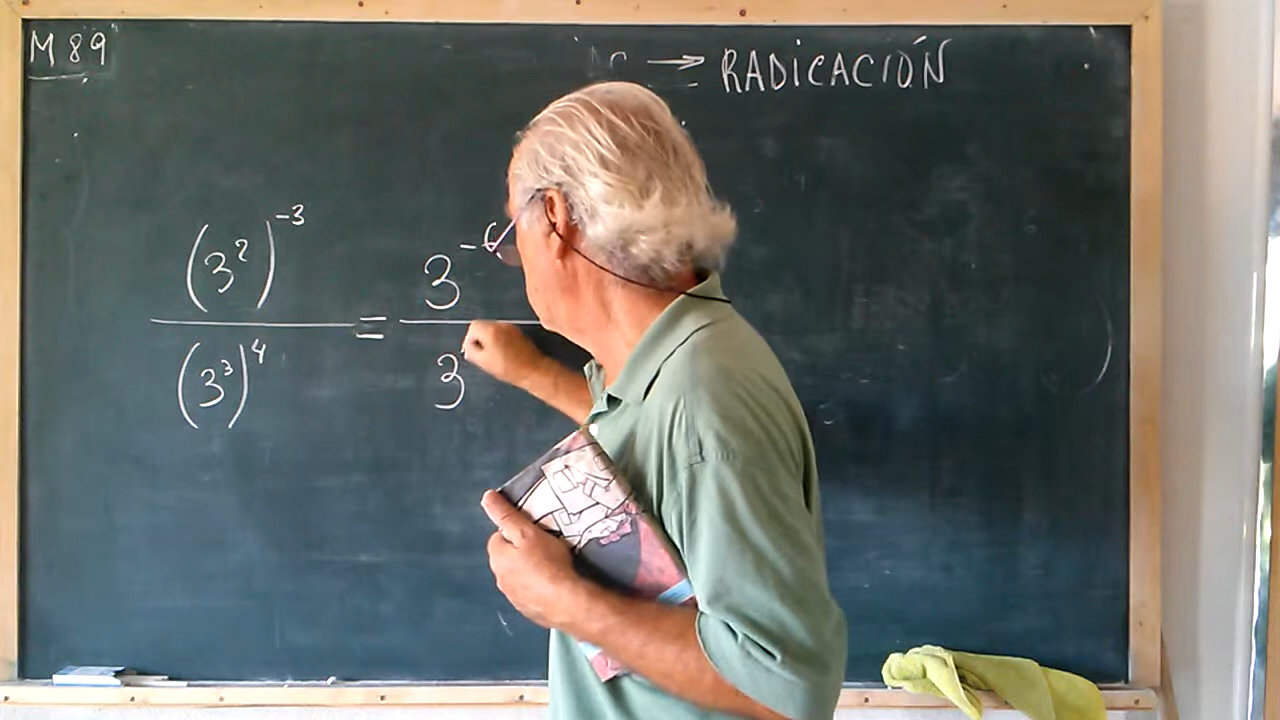 M 89
→ RADICACIÓN
(3²)⁻³ = 3⁻⁶
(3³)⁴ 3